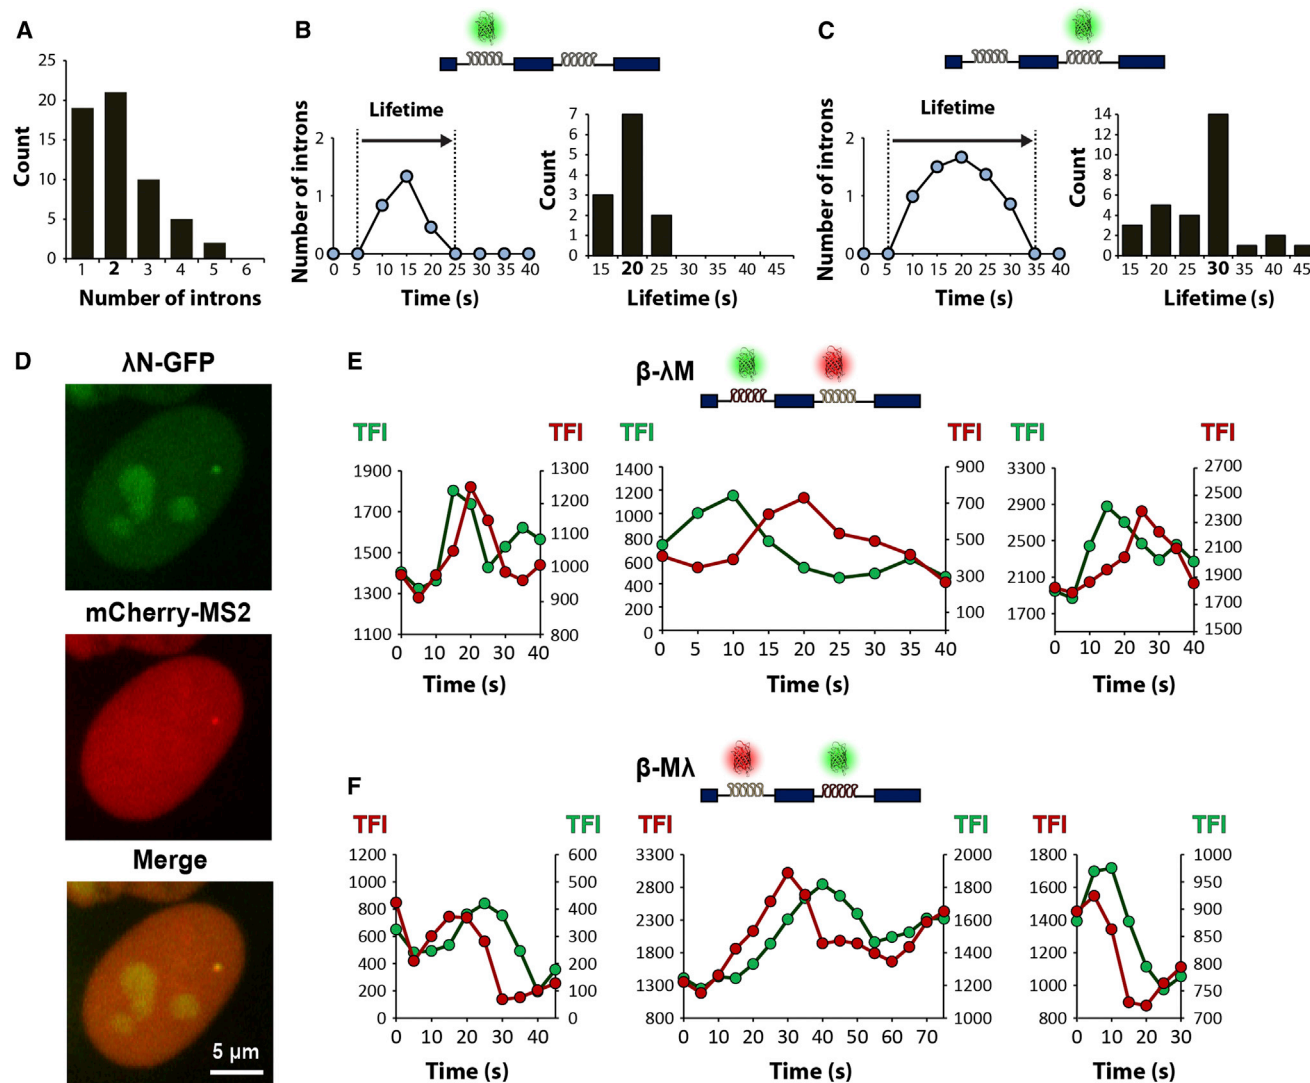 A
25
20
15
10
5
0
Count
1 2 3 4 5 6
Number of introns
B
Lifetime
Number of introns
2
1
0
0 5 10 15 20 25 30 35 40
Time (s)
Count
7
6
5
4
3
2
1
0
15 20 25 30 35 40 45
Lifetime (s)
C
Lifetime
Number of introns
2
1
0
0 5 10 15 20 25 30 35 40
Time (s)
Count
14
12
10
8
6
4
2
0
15 20 25 30 35 40 45
Lifetime (s)
D
λN-GFP
mCherry-MS2
Merge
5 μm
E
β-λM
TFI TFI
1900
1700
1500
1300
1100
1300
1200
1100
1000
900
800
0 10 20 30 40
Time (s)
TFI TFI
1400
1200
1000
800
600
400
200
0
900
700
500
300
100
0 5 10 15 20 25 30 35 40
Time (s)
TFI TFI
3300
2900
2500
2100
1700
2700
2500
2300
2100
1900
1700
1500
0 10 20 30 40
Time (s)
F
β-Mλ
TFI TFI
1200
1000
800
600
400
200
0
600
500
400
300
200
100
0
0 10 20 30 40
Time (s)
TFI TFI
3300
2800
2300
1800
1300
800
2000
1800
1600
1400
1200
1000
0 10 20 30 40 50 60 70
Time (s)
TFI TFI
1800
1600
1400
1200
1000
800
1000
950
900
850
800
750
700
0 10 20 30
Time (s)